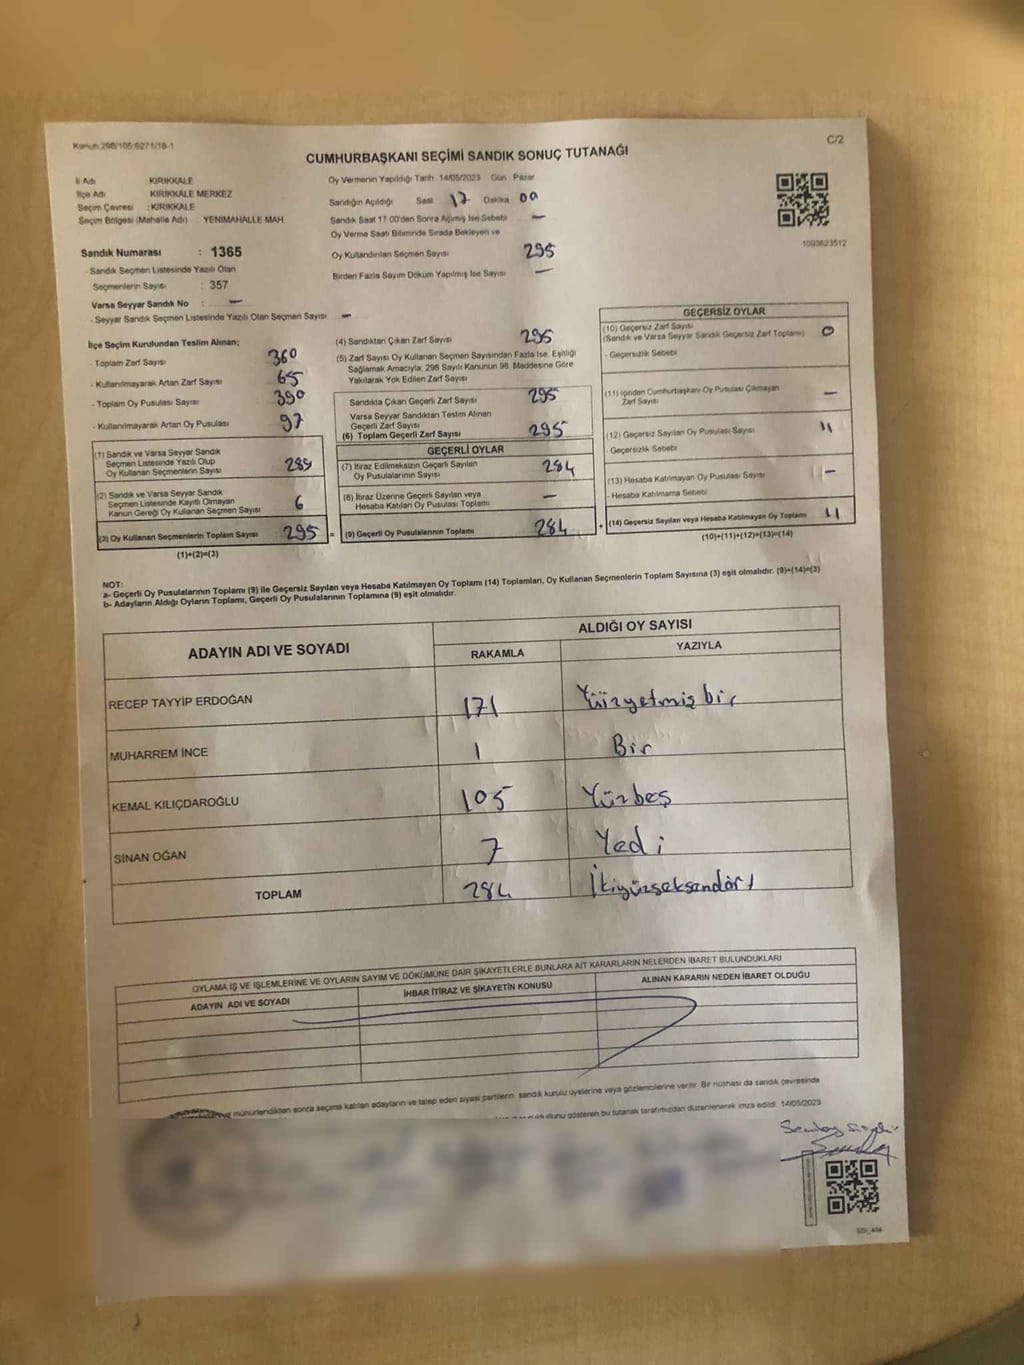 Kanun:298/105;6271/18-1
C/2
CUMHURBAŞKANI SEÇİMİ SANDIK SONUÇ TUTANAĞI
İl Adı KIRIKKALE
İlçe Adı KIRIKKALE MERKEZ
Seçim Çevresi : KIRIKKALE
Seçim Bölgesi (Mahalle Adı) : YENIMAHALLE MAH.
Sandık Numarası : 1365
- Sandık Seçmen Listesinde Yazılı Olan
Seçmenlerin Sayısı : 357
Varsa Seyyar Sandık No : —
- Seyyar Sandık Seçmen Listesinde Yazılı Olan Seçmen Sayısı : —
Oy Vermenin Yapıldığı Tarih 14/05/2023 Gün : Pazar
Sandığın Açıldığı Saat 17 Dakika 00
Sandık Saat 17.00'den Sonra Açılmış İse Sebebi —
Oy Verme Saati Bitiminde Sırada Bekleyen ve
Oy Kullandırılan Seçmen Sayısı 295
Birden Fazla Sayım Döküm Yapılmış İse Sayısı —
1093623512
İlçe Seçim Kurulundan Teslim Alınan;
- Toplam Zarf Sayısı 360
- Kullanılmayarak Artan Zarf Sayısı 65
- Toplam Oy Pusulası Sayısı 390
- Kullanılmayarak Artan Oy Pusulası 97
(1) Sandık ve Varsa Seyyar Sandık
Seçmen Listesinde Yazılı Olup
Oy Kullanan Seçmenlerin Sayısı 289
(2) Sandık ve Varsa Seyyar Sandık
Seçmen Listesinde Kayıtlı Olmayan
Kanun Gereği Oy Kullanan Seçmen Sayısı 6
(3) Oy Kullanan Seçmenlerin Toplam Sayısı 295
(1)+(2)=(3)
(4) Sandıktan Çıkan Zarf Sayısı 295
(5) Zarf Sayısı Oy Kullanan Seçmen Sayısından Fazla İse, Eşitliği
Sağlamak Amacıyla; 298 Sayılı Kanunun 98. Maddesine Göre
Yakılarak Yok Edilen Zarf Sayısı
Sandıkta Çıkan Geçerli Zarf Sayısı 295
Varsa Seyyar Sandıktan Teslim Alınan
Geçerli Zarf Sayısı
(6) Toplam Geçerli Zarf Sayısı 295
GEÇERLİ OYLAR
(7) İtiraz Edilmeksizin Geçerli Sayılan
Oy Pusulalarının Sayısı 284
(8) İtiraz Üzerine Geçerli Sayılan veya
Hesaba Katılan Oy Pusulası Toplamı —
= (9) Geçerli Oy Pusulalarının Toplamı 284
GEÇERSİZ OYLAR
(10) Geçersiz Zarf Sayısı
(Sandık ve Varsa Seyyar Sandık Geçersiz Zarf Toplamı) 0
- Geçersizlik Sebebi
(11) İçinden Cumhurbaşkanı Oy Pusulası Çıkmayan
Zarf Sayısı —
(12) Geçersiz Sayılan Oy Pusulası Sayısı 11
- Geçersizlik Sebebi
(13) Hesaba Katılmayan Oy Pusulası Sayısı —
- Hesaba Katılmama Sebebi
+ (14) Geçersiz Sayılan veya Hesaba Katılmayan Oy Toplamı 11
(10)+(11)+(12)+(13)=(14)
NOT:
a- Geçerli Oy Pusulalarının Toplamı (9) ile Geçersiz Sayılan veya Hesaba Katılmayan Oy Toplamı (14) Toplamları, Oy Kullanan Seçmenlerin Toplam Sayısına (3) eşit olmalıdır. (9)+(14)=(3)
b- Adayların Aldığı Oyların Toplamı, Geçerli Oy Pusulalarının Toplamına (9) eşit olmalıdır.
ADAYIN ADI VE SOYADI
ALDIĞI OY SAYISI
RAKAMLA YAZIYLA
RECEP TAYYİP ERDOĞAN 171 Yüzyetmiş bir
MUHARREM İNCE 1 Bir
KEMAL KILIÇDAROĞLU 105 Yüzbeş
SİNAN OĞAN 7 Yedi
TOPLAM 284 İkiyüzseksendört
OYLAMA İŞ VE İŞLEMLERİNE VE OYLARIN SAYIM VE DÖKÜMÜNE DAİR ŞİKAYETLERLE BUNLARA AİT KARARLARIN NELERDEN İBARET BULUNDUKLARI
ADAYIN ADI VE SOYADI İHBAR İTİRAZ VE ŞİKAYETİN KONUSU ALINAN KARARIN NEDEN İBARET OLDUĞU
mühürlendikten sonra seçime katılan adayların ve talep eden siyasi partilerin sandık kurulu üyelerine veya gözlemcilerine verilir. Bir nüshası da sandık çevresinde
gösteren bu tutanak tarafımızdan düzenlenerek imza edildi. 14/05/2023